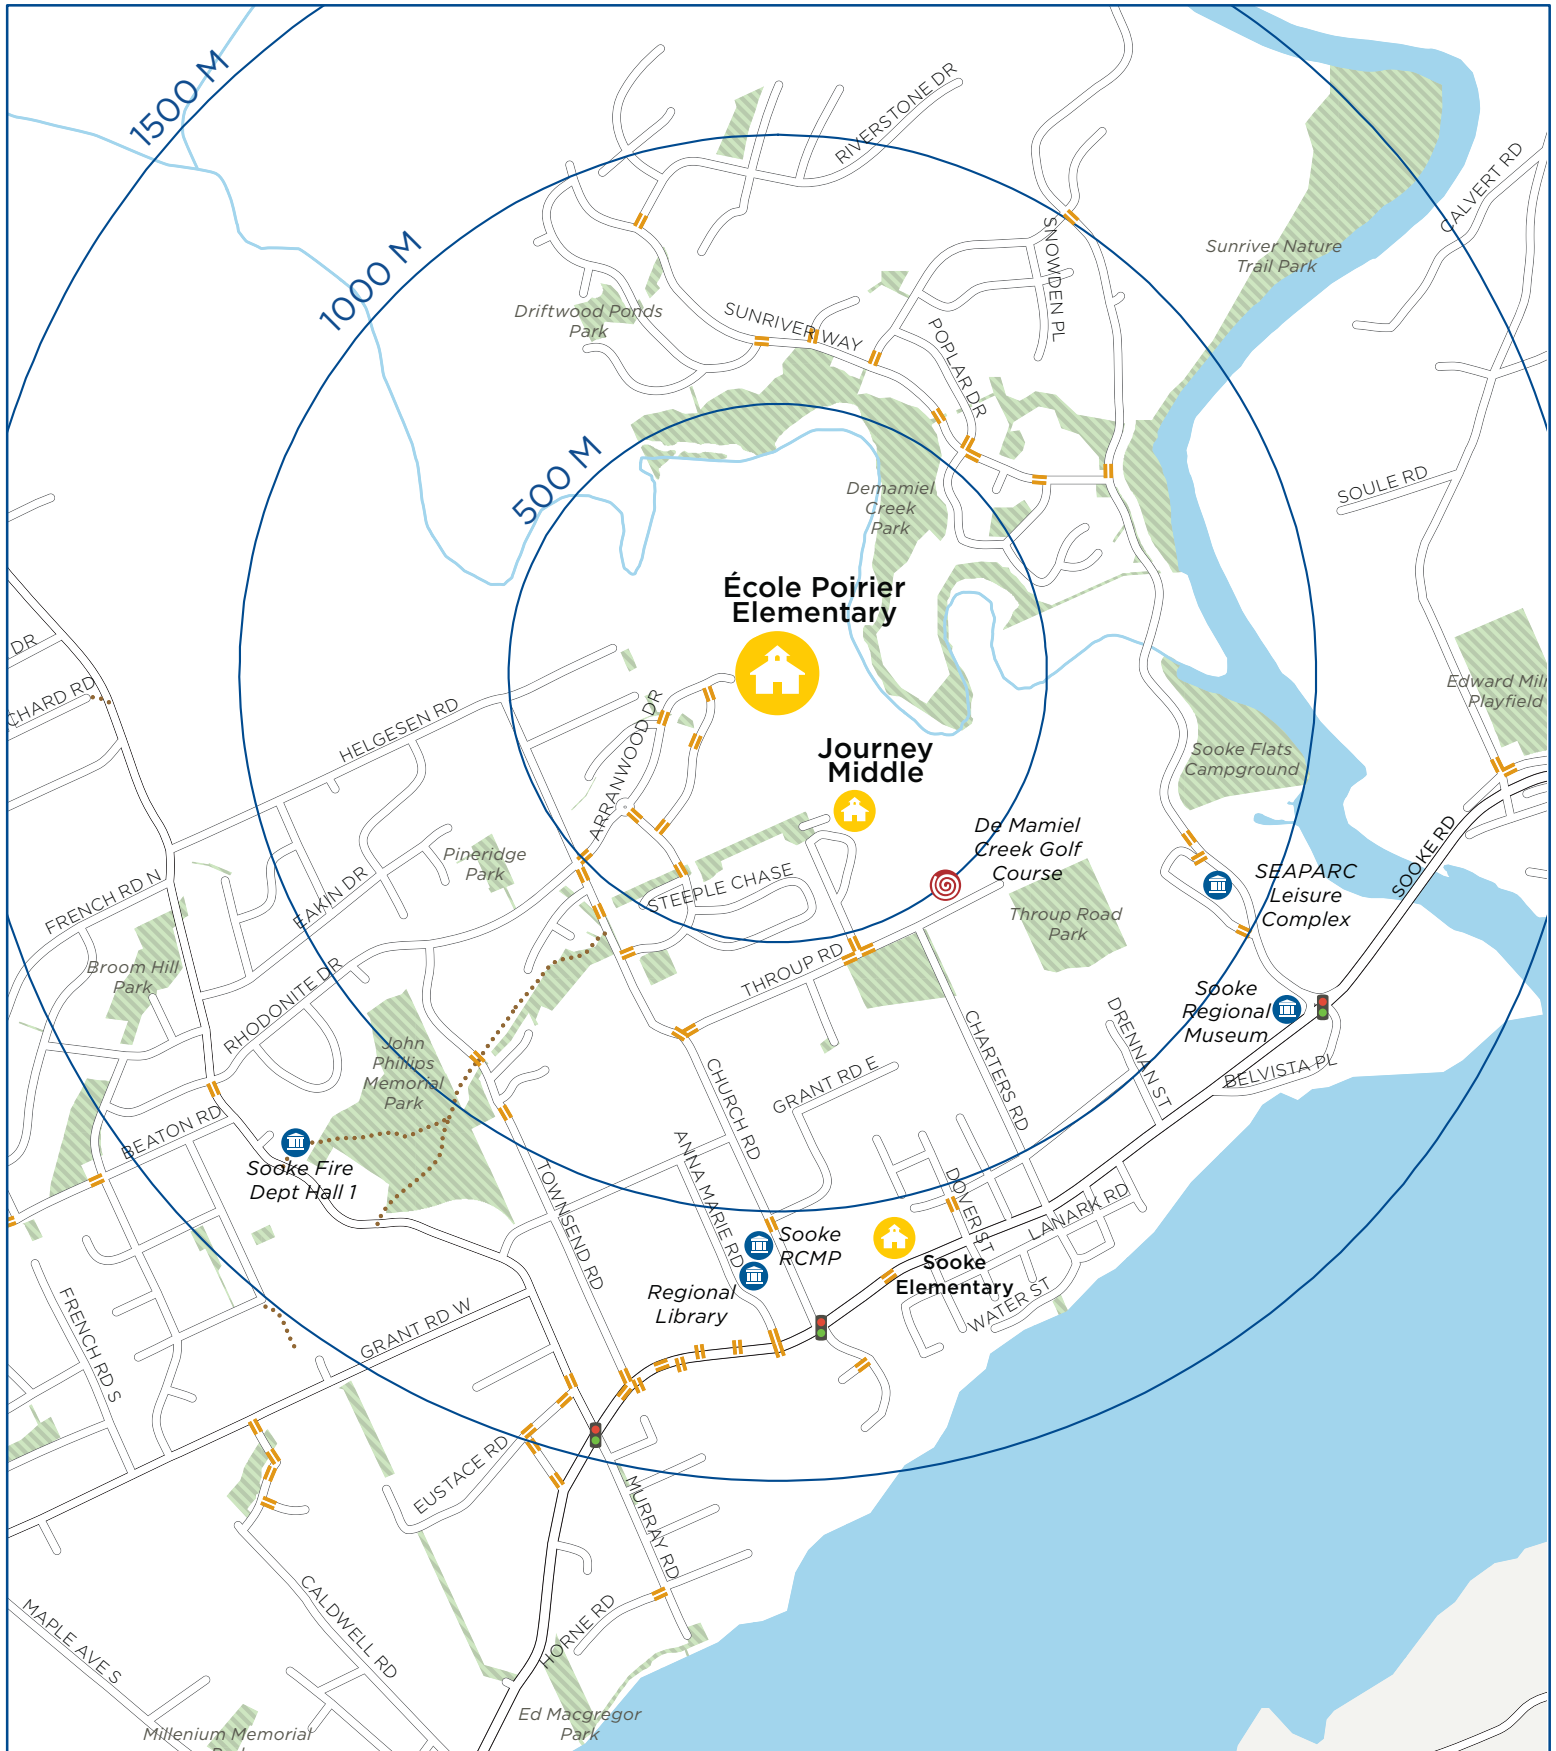 1500 M
RIVERSTONE DR
CALVERT RD
1000 M
SNOWDEN PL
Sunriver Nature
Trail Park
Driftwood Ponds
Park
SUNRIVER WAY
POPLAR DR
500 M
SOULE RD
Demamiel
Creek
Park
École Poirier
Elementary
DR
CHARD RD
Edward Mil
Playfield
HELGESEN RD
ARRANWOOD DR
Journey
Middle
Sooke Flats
Campground
De Mamiel
Creek Golf
Course
SOOKE RD
Pineridge
Park
SEAPARC
Leisure
Complex
FRENCH RD N
EAKIN DR
STEEPLE CHASE
Throup Road
Park
Broom Hill
Park
RHODONITE DR
THROUP RD
Sooke
Regional
Museum
John
Phillips
Memorial
Park
CHARTERS RD
DRENNAN ST
BELVISTA PL
CHURCH RD
GRANT RD E
BEATON RD
Sooke Fire
Dept Hall 1
TOWNSEND RD
ANNA MARIE RD
DOVER ST
LANARK RD
Sooke
RCMP
Sooke
Elementary
Regional
Library
WATER ST
FRENCH RD S
GRANT RD W
EUSTACE RD
MURRAY RD
CALDWELL RD
HORNE RD
MAPLE AVE S
Ed Macgregor
Park
Millenium Memorial